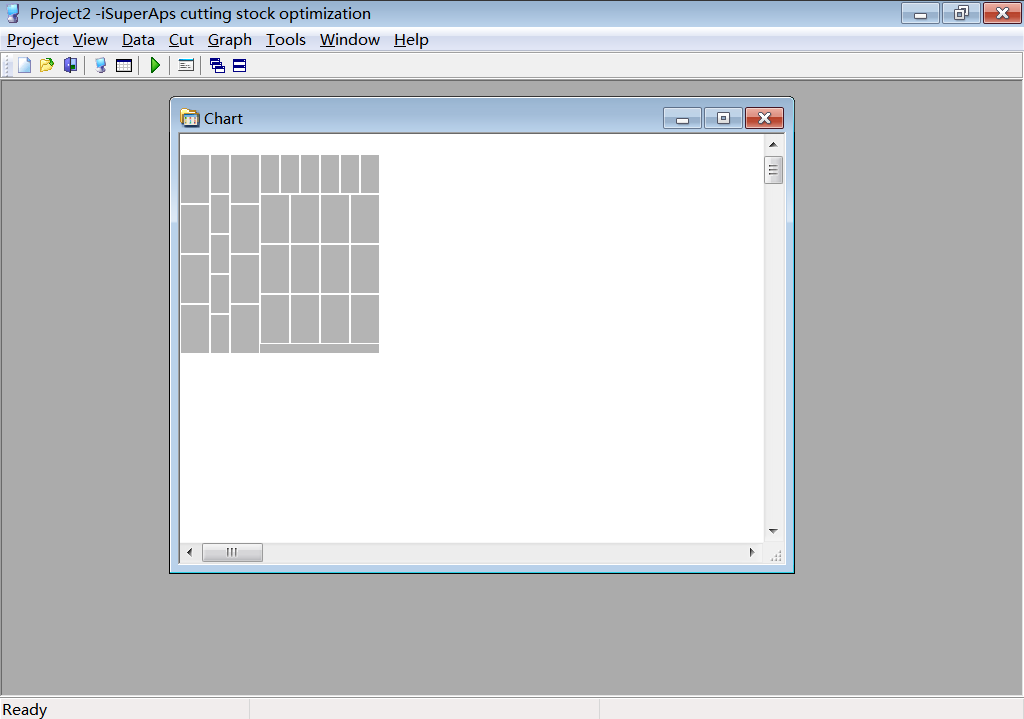 Project2 -iSuperAps cutting stock optimization
Project View Data Cut Graph Tools Window Help
Chart
Ready